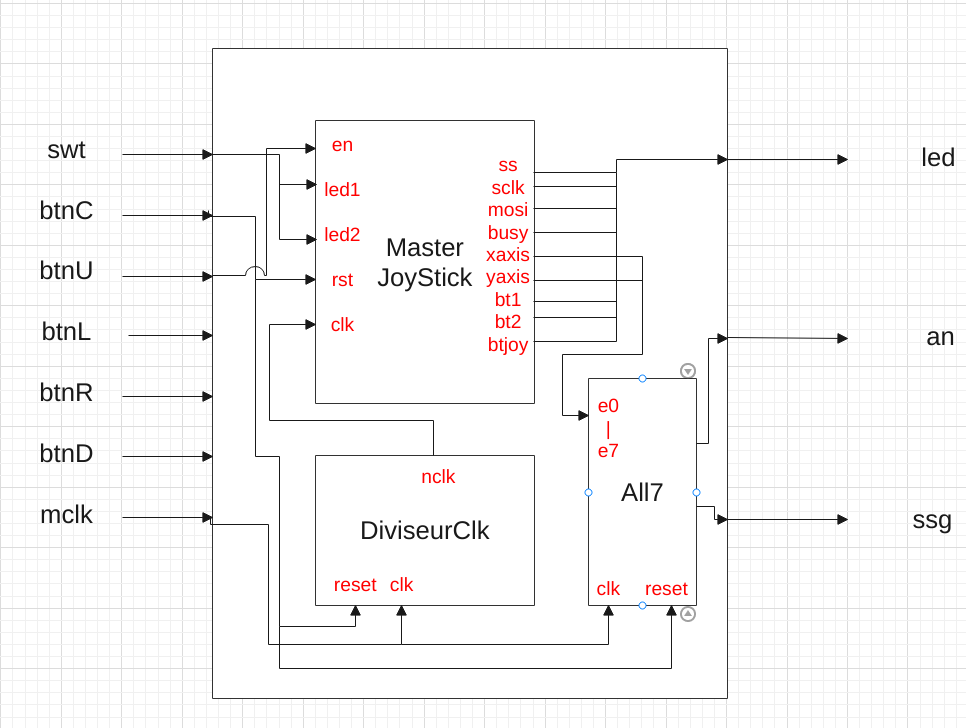 swt
btnC
btnU
btnL
btnR
btnD
mclk
en
led1
led2
rst
clk
Master
JoyStick
ss
sclk
mosi
busy
xaxis
yaxis
bt1
bt2
btjoy
nclk
DiviseurClk
reset clk
e0
|
e7
All7
clk reset
led
an
ssg